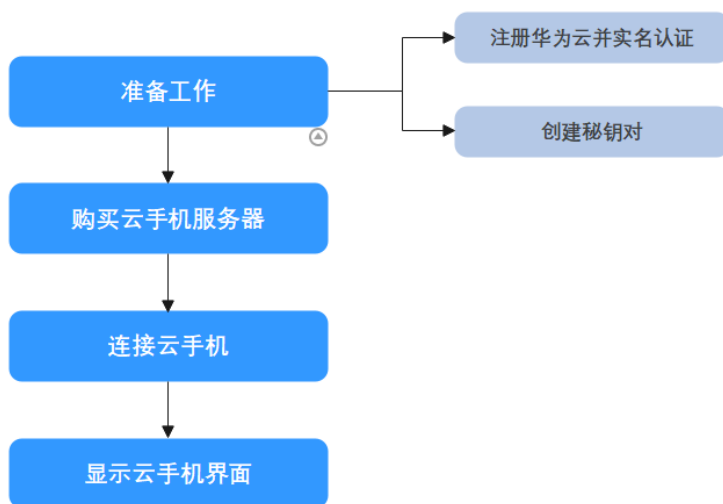 注册华为云并实名认证
准备工作
创建秘钥对
购买云手机服务器
连接云手机
显示云手机界面